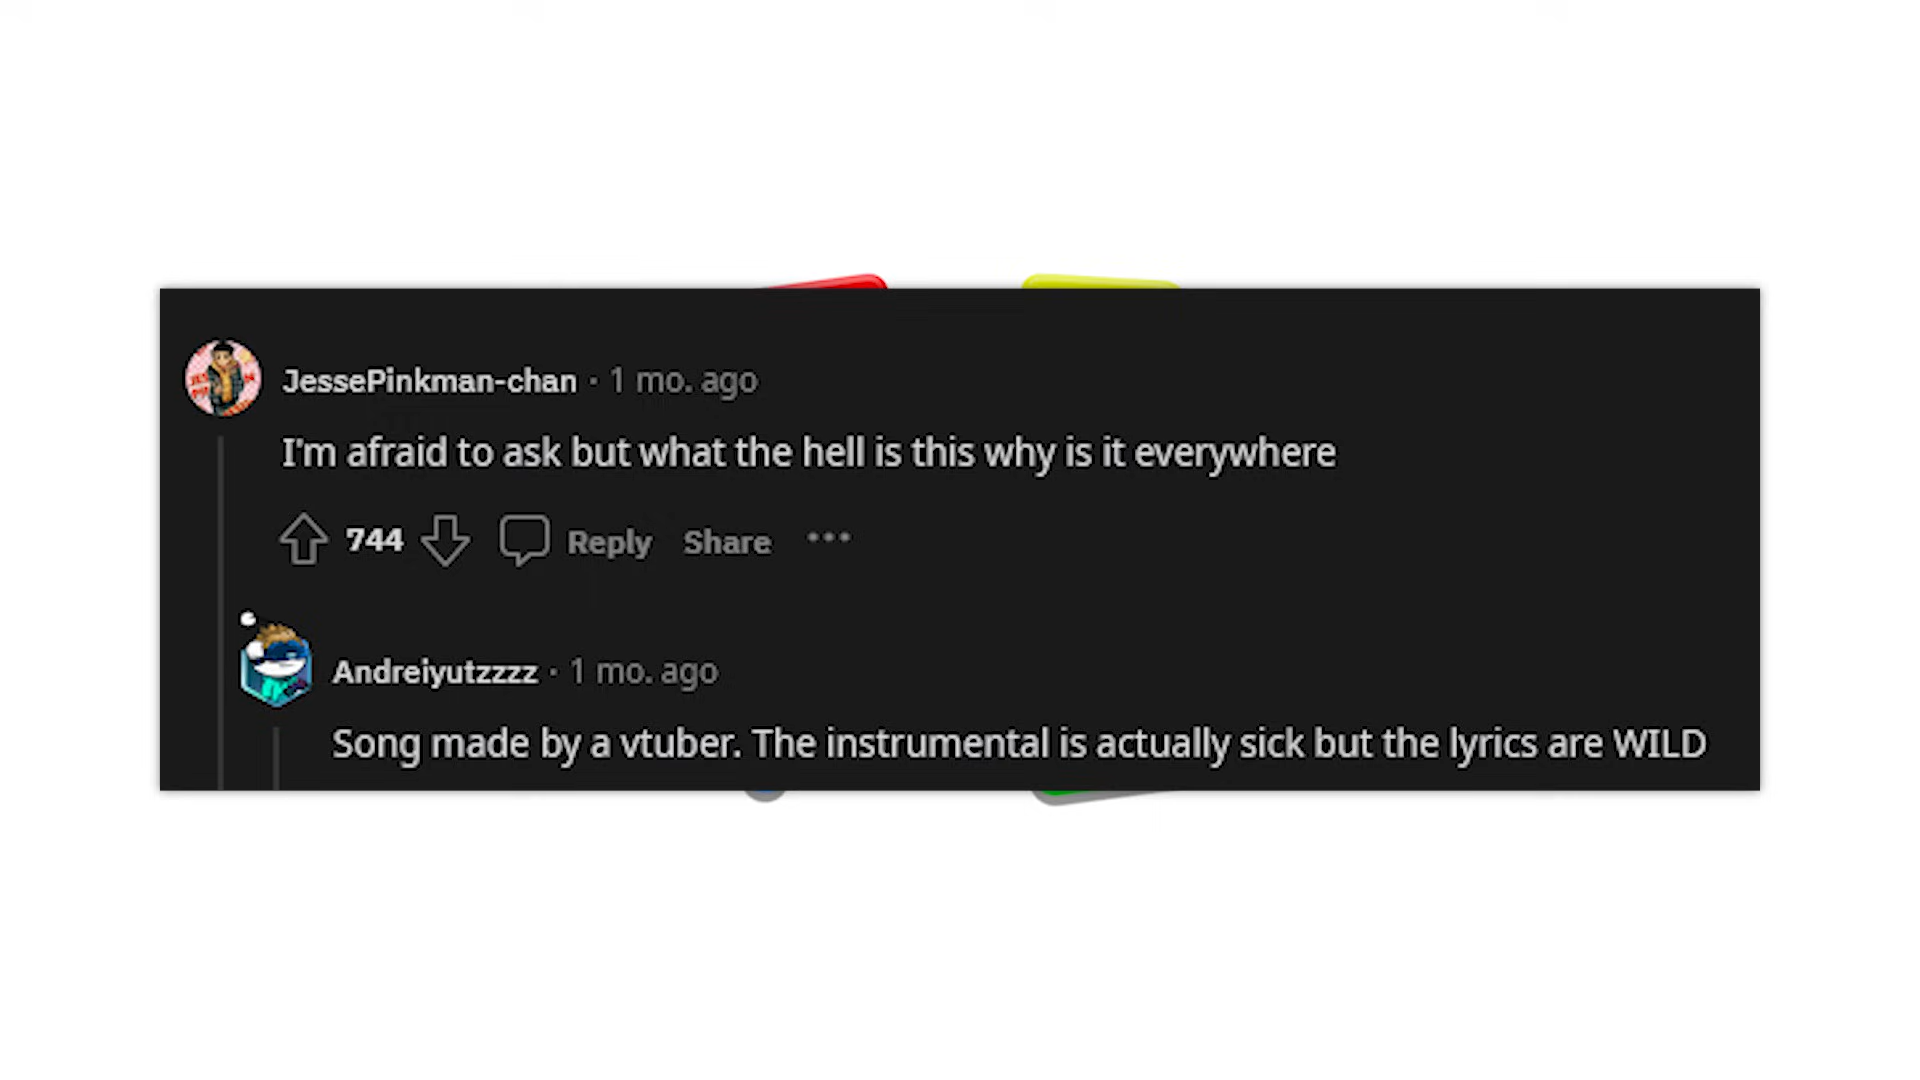 JessePinkman-chan · 1 mo. ago
I'm afraid to ask but what the hell is this why is it everywhere
744 Reply Share ···
Andreiyutzzzz · 1 mo. ago
Song made by a vtuber. The instrumental is actually sick but the lyrics are WILD